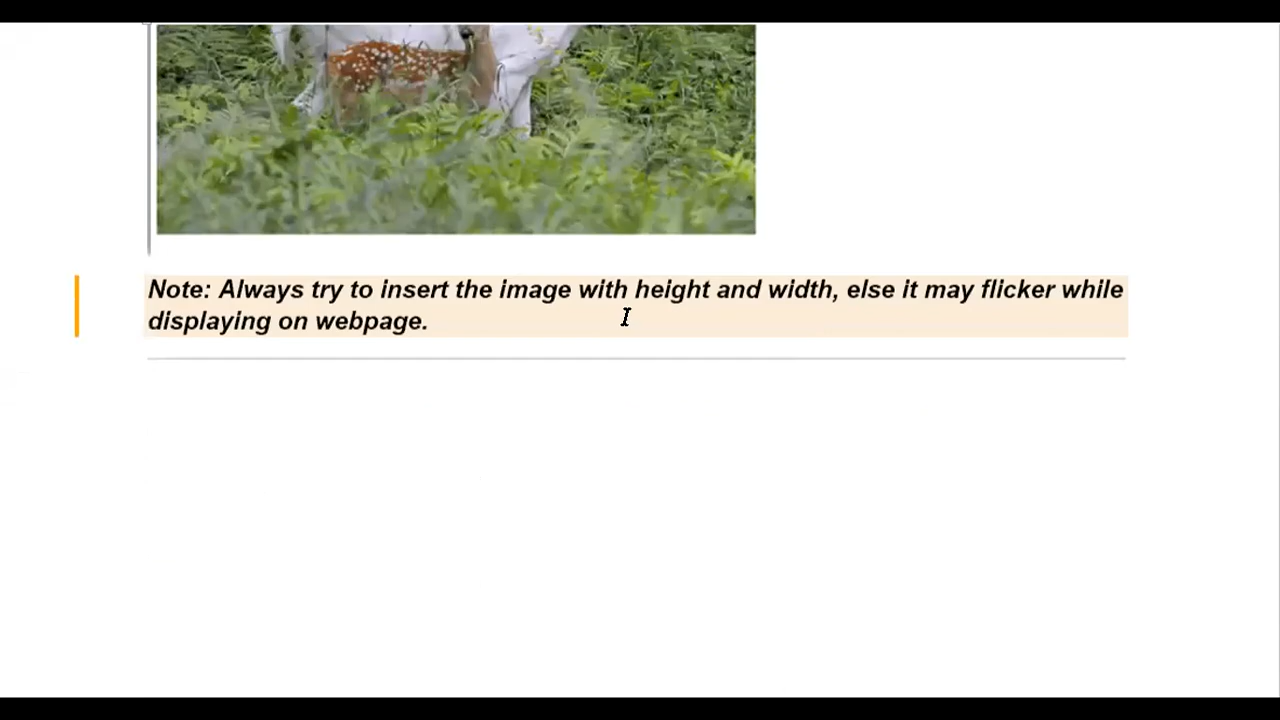 Note: Always try to insert the image with height and width, else it may flicker while
displaying on webpage.